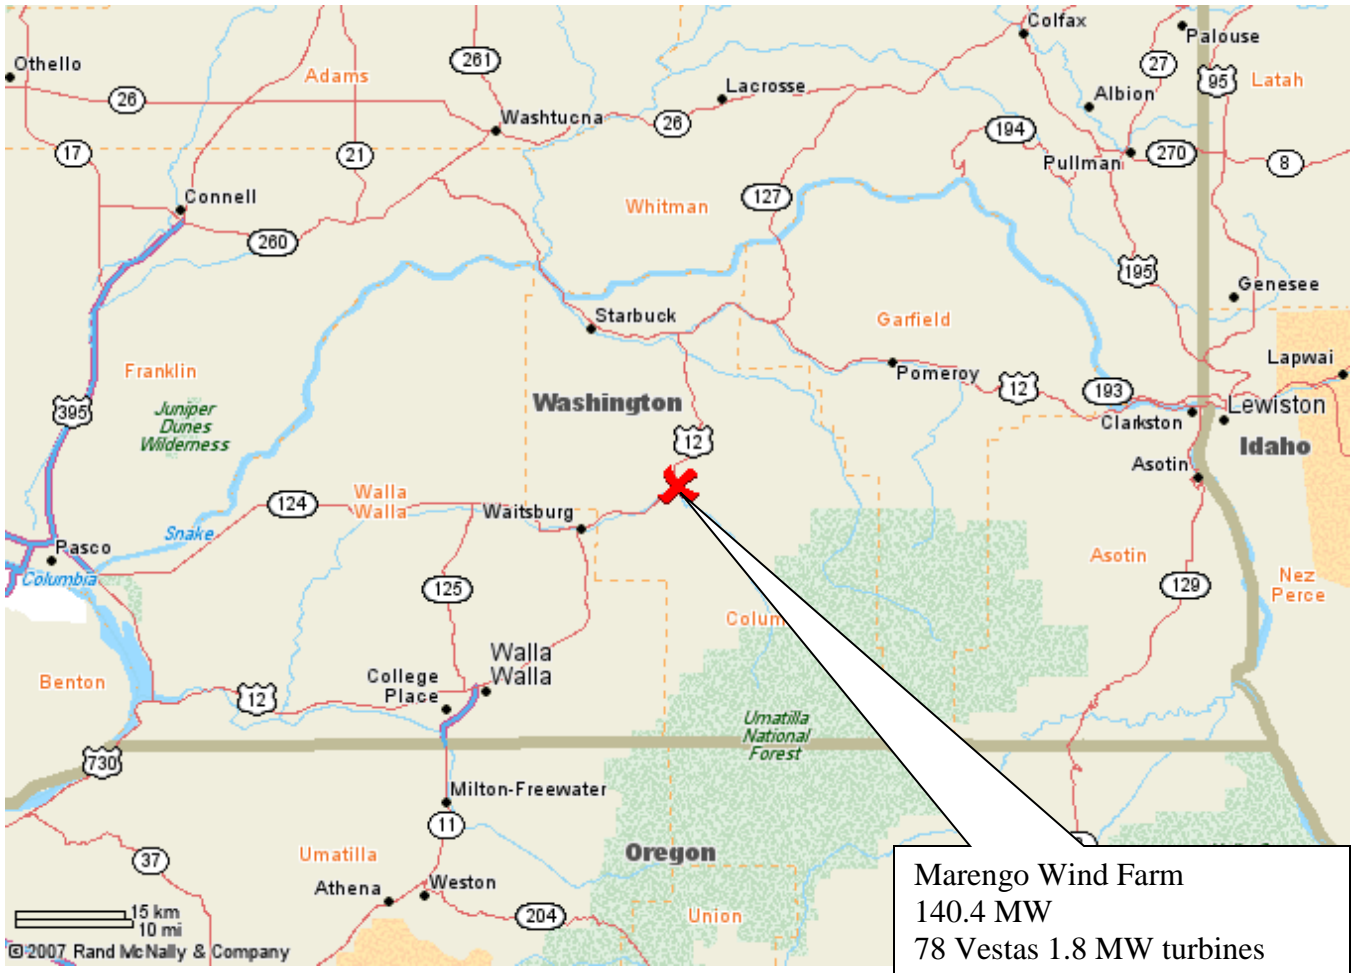 Colfax
Palouse
Othello
261
27
Adams
95
Latah
Lacrosse
Albion
26
Washtucna
26
194
17
21
Pullman
270
8
Connell
127
Whitman
260
195
Genesee
Starbuck
Garfield
Lapwai
Franklin
Pomeroy
12
193
395
Juniper
Dunes
Wilderness
Washington
Clarkston
Lewiston
12
Idaho
Asotin
124
Walla
Walla
Waitsburg
Snake
Pasco
Columbia
Asotin
125
129
Nez
Perce
Colum
Walla
Walla
College
Place
Benton
12
Umatilla
National
Forest
730
Milton-Freewater
11
37
Umatilla
Oregon
Athena
Weston
204
Union
15 km
10 mi
©2007 Rand McNally & Company
Marengo Wind Farm
140.4 MW
78 Vestas 1.8 MW turbines